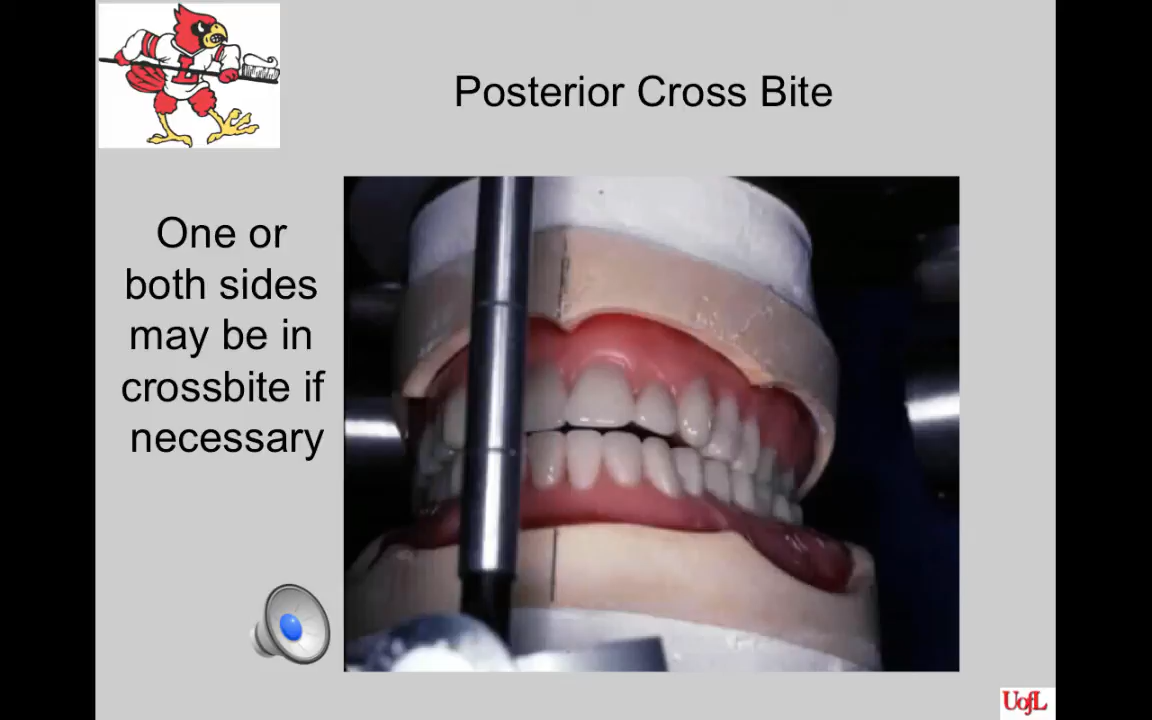 Posterior Cross Bite
One or
both sides
may be in
crossbite if
necessary
UofL